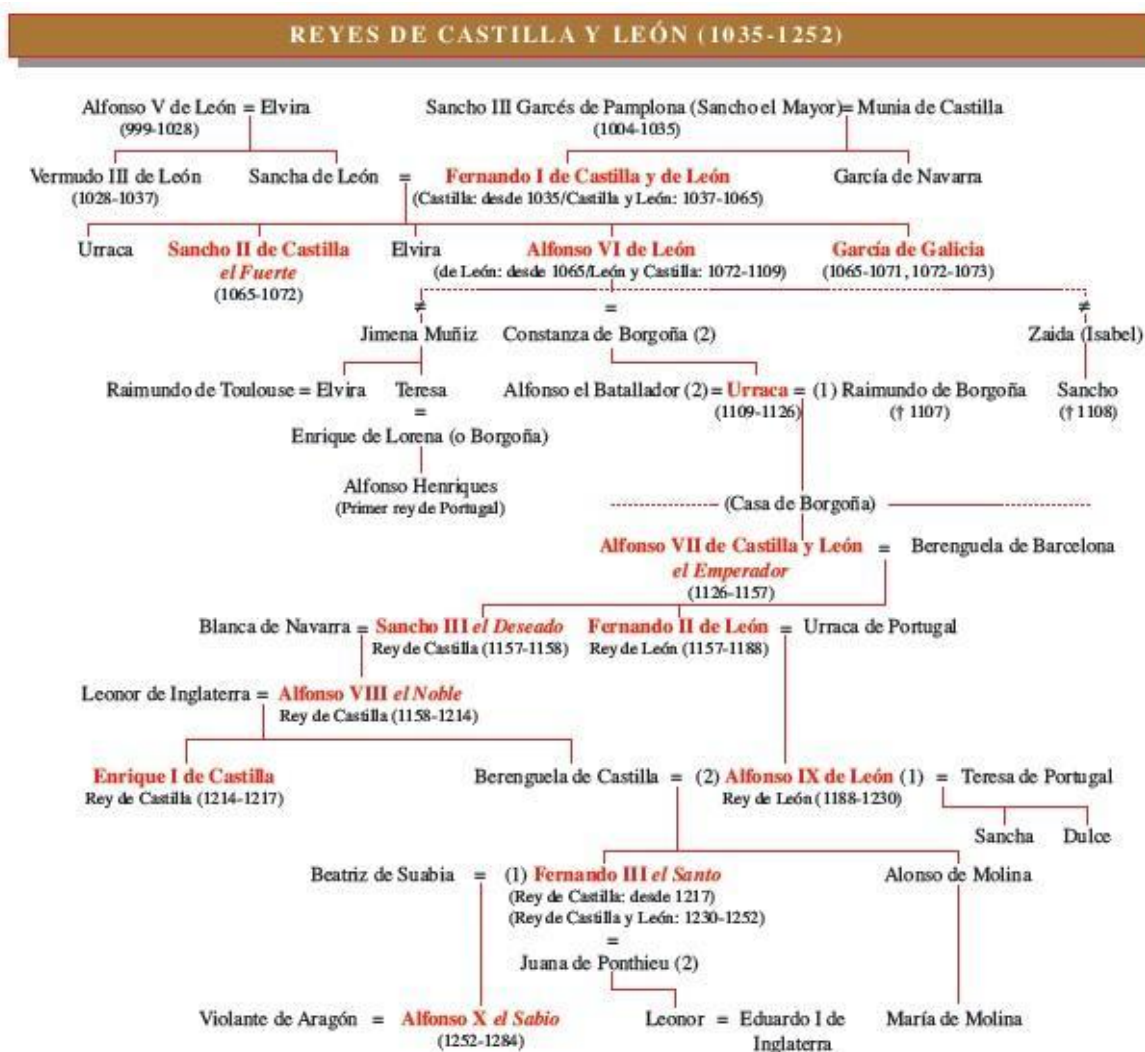 REYES DE CASTILLA Y LEÓN (1035-1252)
Alfonso V de León = Elvira
(999-1028)
Sancho III Garcés de Pamplona (Sancho el Mayor) = Munia de Castilla
(1004-1035)
Vermudo III de León
(1028-1037)
Sancha de León
=
Fernando I de Castilla y de León
(Castilla: desde 1035/Castilla y León: 1037-1065)
García de Navarra
Urraca
Sancho II de Castilla
el Fuerte
(1065-1072)
Elvira
Alfonso VI de León
(de León: desde 1065/León y Castilla: 1072-1109)
García de Galicia
(1065-1071, 1072-1073)
≠
=
≠
Jimena Muñiz
Constanza de Borgoña (2)
Zaida (Isabel)
Raimundo de Toulouse = Elvira
Teresa
=
Enrique de Lorena (o Borgoña)
Alfonso Henriques
(Primer rey de Portugal)
Alfonso el Batallador (2) = Urraca = (1) Raimundo de Borgoña
(1109-1126)
(† 1107)
Sancho
(† 1108)
(Casa de Borgoña)
Alfonso VII de Castilla y León = Berenguela de Barcelona
el Emperador
(1126-1157)
Blanca de Navarra = Sancho III el Deseado
Rey de Castilla (1157-1158)
Fernando II de León = Urraca de Portugal
Rey de León (1157-1188)
Leonor de Inglaterra = Alfonso VIII el Noble
Rey de Castilla (1158-1214)
Enrique I de Castilla
Rey de Castilla (1214-1217)
Berenguela de Castilla = (2) Alfonso IX de León (1) = Teresa de Portugal
Rey de León (1188-1230)
Sancha
Dulce
Beatriz de Suabia = (1) Fernando III el Santo
(Rey de Castilla: desde 1217)
(Rey de Castilla y León: 1230-1252)
=
Juana de Ponthieu (2)
Alonso de Molina
Violante de Aragón = Alfonso X el Sabio
(1252-1284)
Leonor = Eduardo I de
Inglaterra
María de Molina